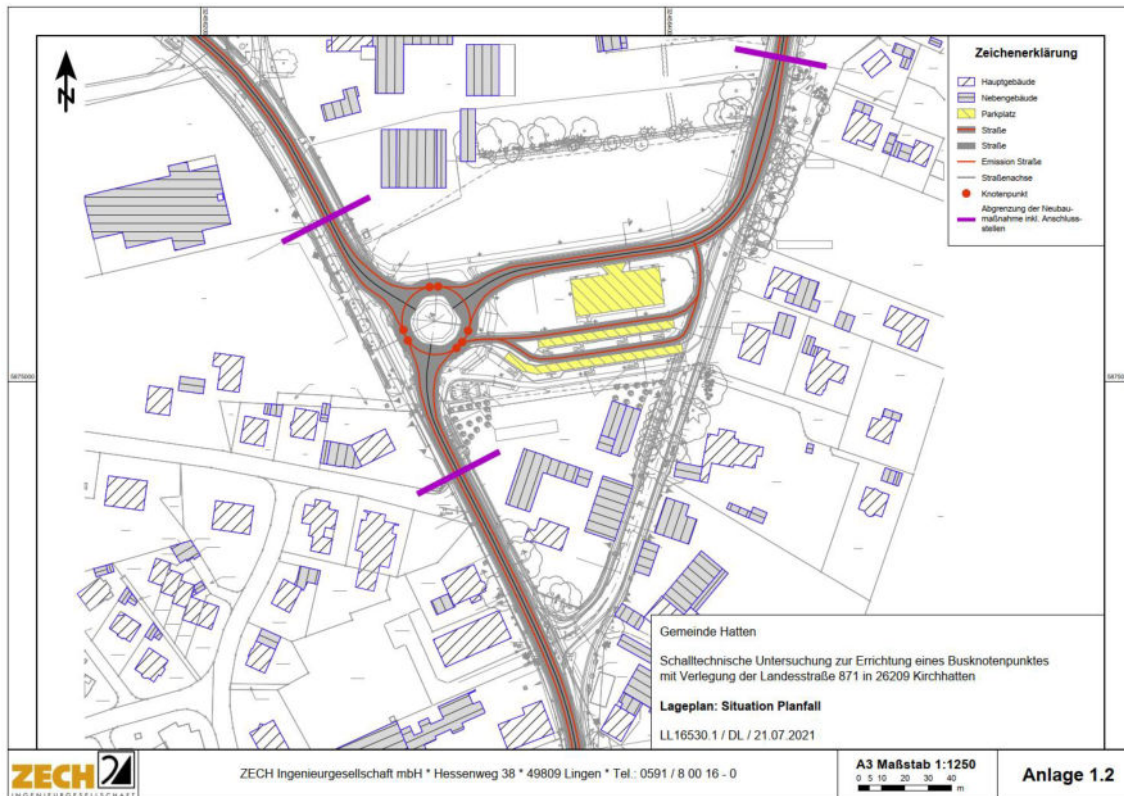 Zeichenerklärung
Hauptgebäude
Nebengebäude
Parkplatz
Straße
Straße
Emission Straße
Straßenachse
Knotenpunkt
Abgrenzung der Neubau-
maßnahme inkl. Anschluss-
stellen
N
5875000
Gemeinde Hatten
Schalltechnische Untersuchung zur Errichtung eines Busknotenpunktes
mit Verlegung der Landesstraße 871 in 26209 Kirchhatten
Lageplan: Situation Planfall
LL16530.1 / DL / 21.07.2021
ZECH
INGENIEURGESELLSCHAFT
ZECH Ingenieurgesellschaft mbH * Hessenweg 38 * 49809 Lingen * Tel.: 0591 / 8 00 16 - 0
A3 Maßstab 1:1250
0 5 10 20 30 40
m
Anlage 1.2